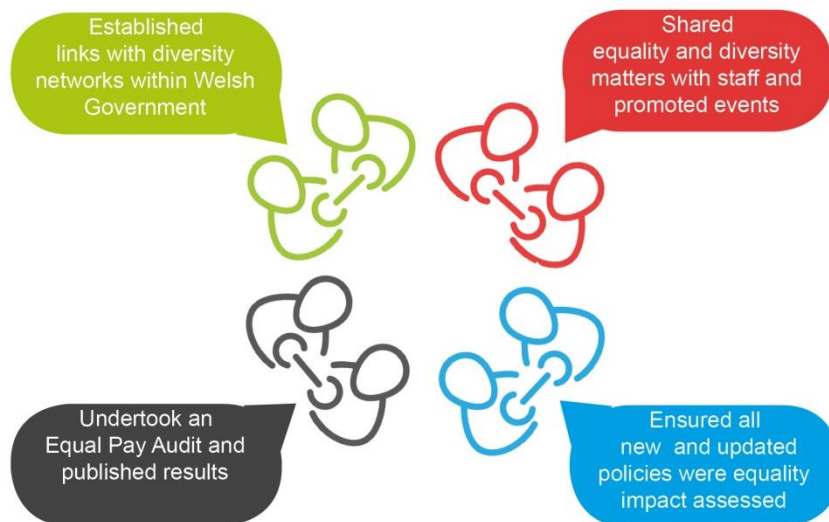 Established
links with diversity
networks within Welsh
Government
Shared
equality and diversity
matters with staff and
promoted events
Undertook an
Equal Pay Audit and
published results
Ensured all
new and updated
policies were equality
impact assessed